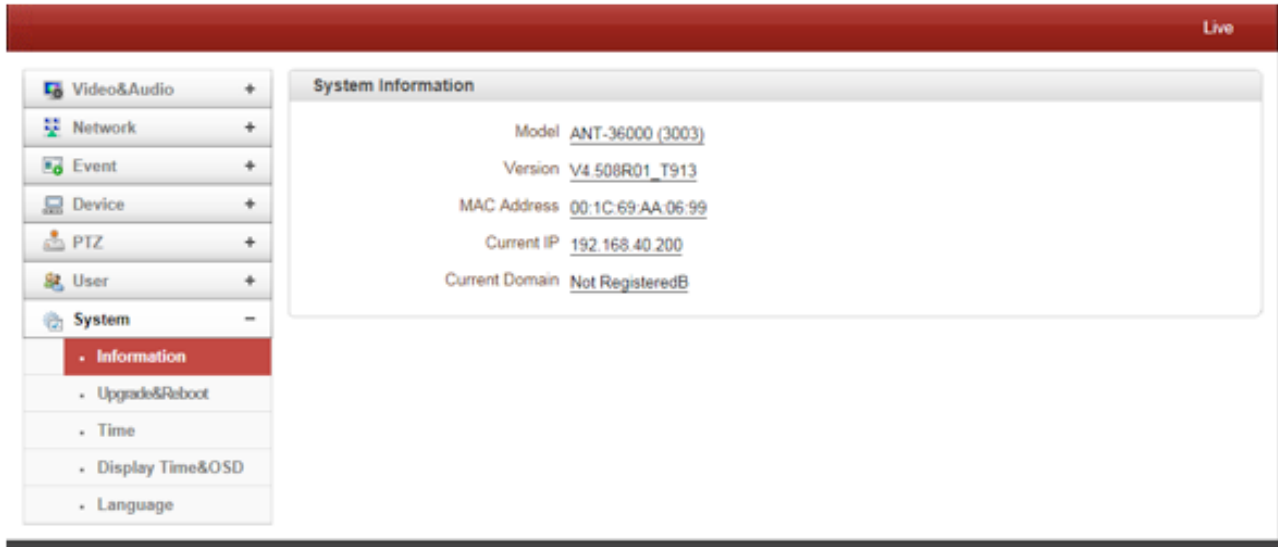 Live
Video&Audio +
Network +
Event +
Device +
PTZ +
User +
System −
• Information
• Upgrade&Reboot
• Time
• Display Time&OSD
• Language
System Information
Model ANT-36000 (3003)
Version V4.508R01_T913
MAC Address 00:1C:69:AA:06:99
Current IP 192.168.40.200
Current Domain Not RegisteredB